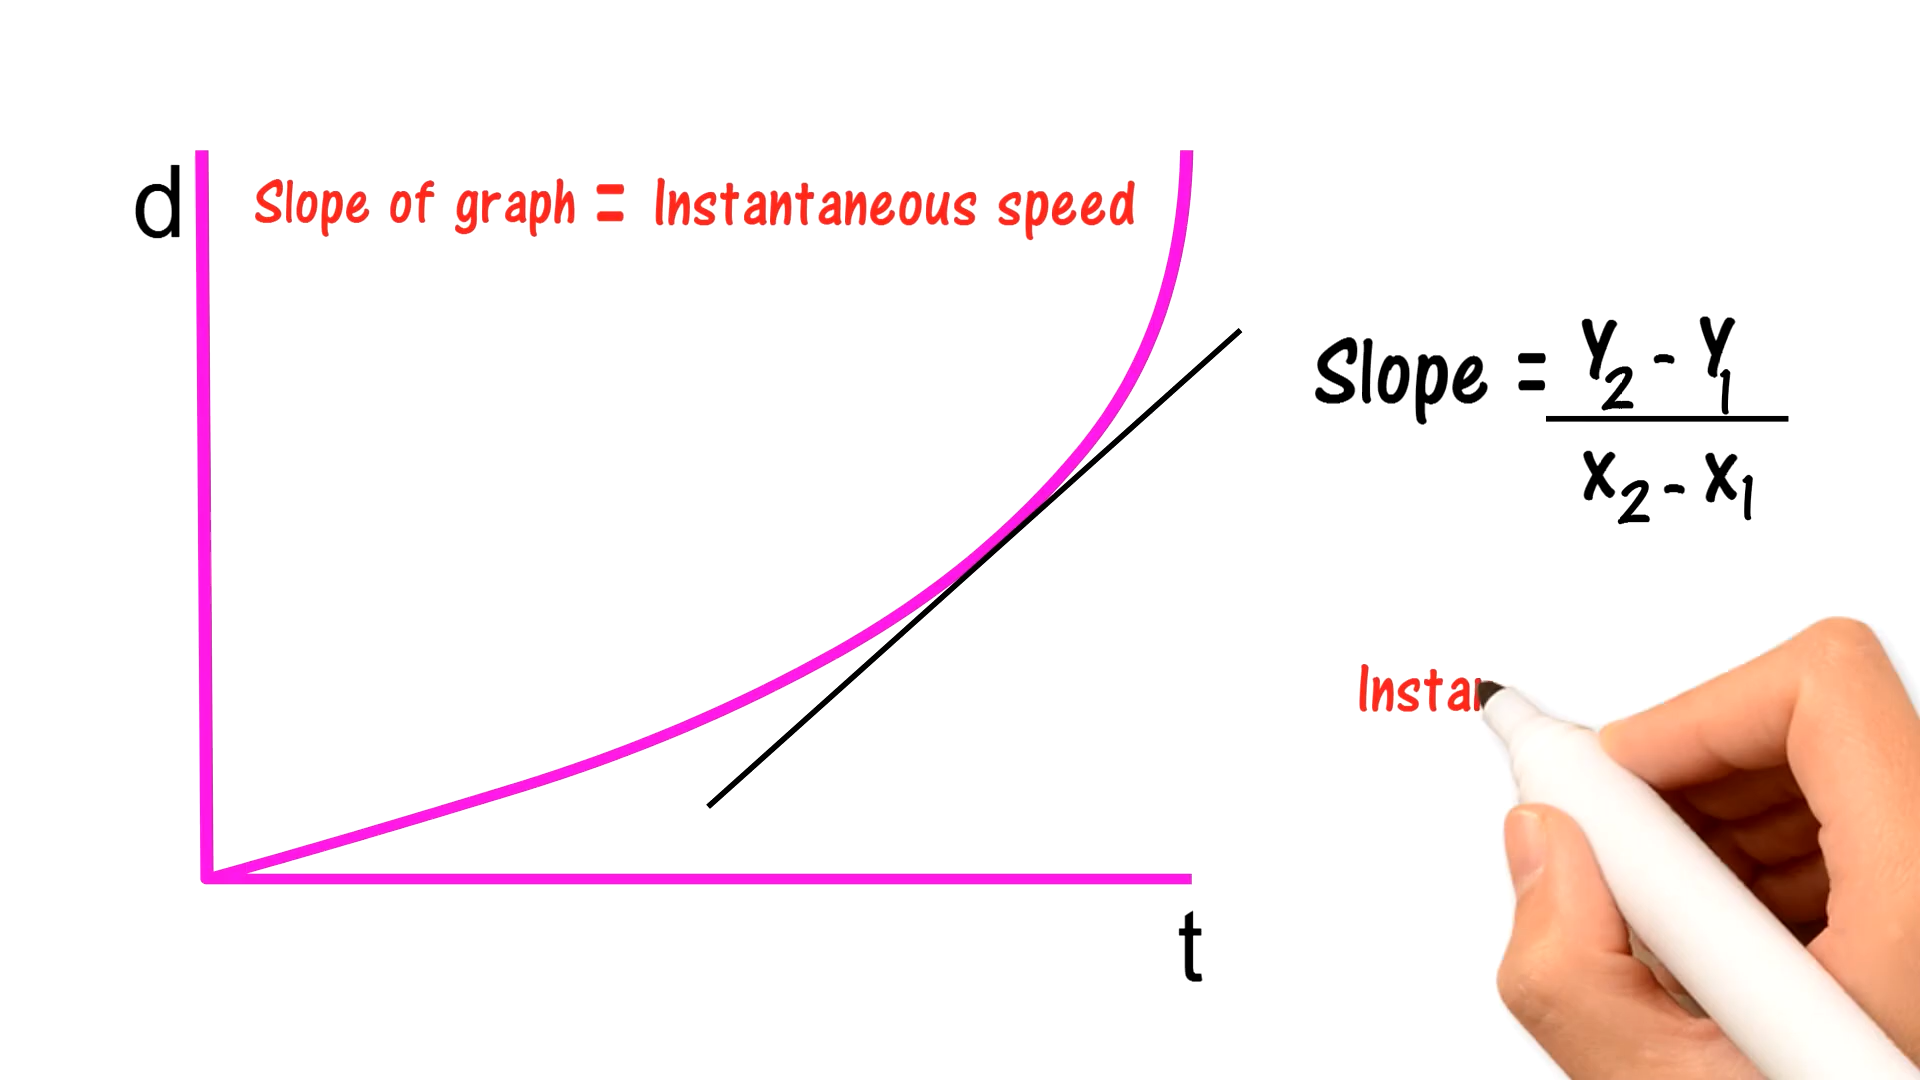 d
Slope of graph = Instantaneous speed
Slope = y₂ - y₁
x₂ - x₁
t